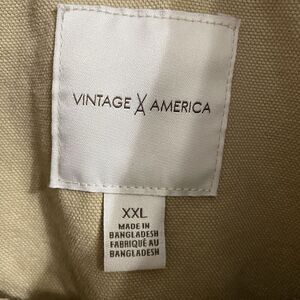 VINTAGE AMERICA
XXL
MADE IN
BANGLADESH
FABRIQUÉ AU
BANGLADESH